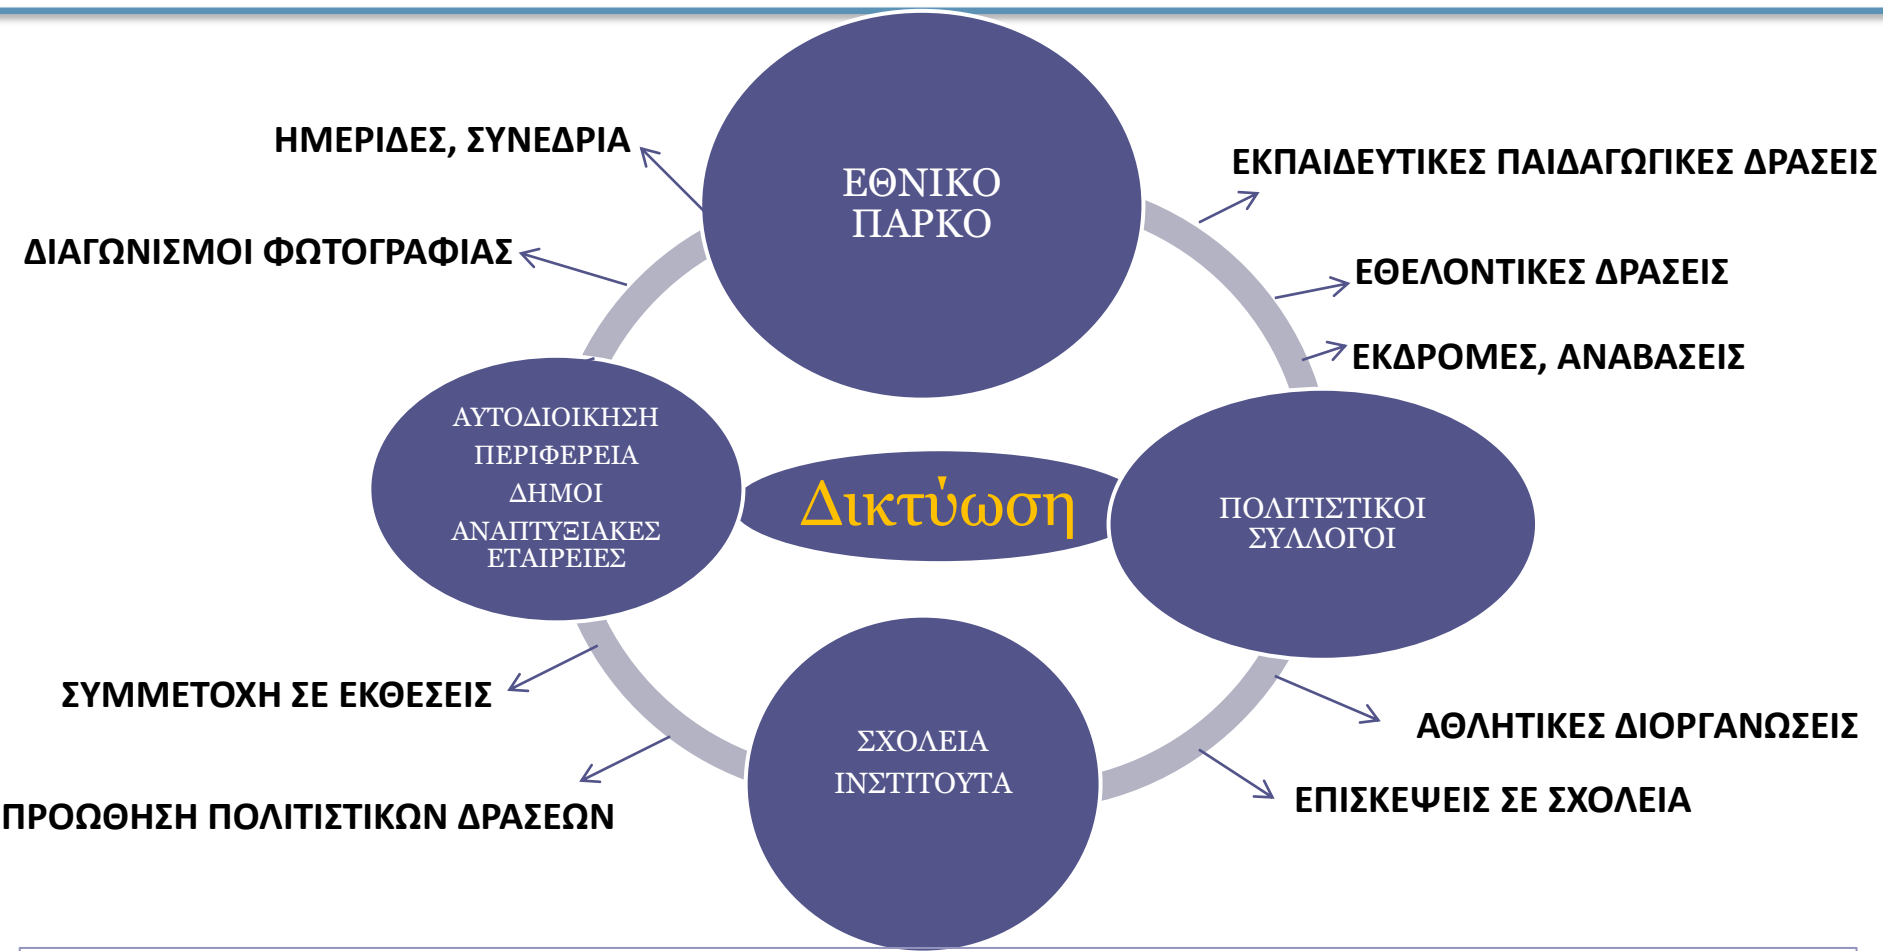 ΗΜΕΡΙΔΕΣ, ΣΥΝΕΔΡΙΑ
ΔΙΑΓΩΝΙΣΜΟΙ ΦΩΤΟΓΡΑΦΙΑΣ
ΕΘΝΙΚΟ
ΠΑΡΚΟ
ΕΚΠΑΙΔΕΥΤΙΚΕΣ ΠΑΙΔΑΓΩΓΙΚΕΣ ΔΡΑΣΕΙΣ
ΕΘΕΛΟΝΤΙΚΕΣ ΔΡΑΣΕΙΣ
ΕΚΔΡΟΜΕΣ, ΑΝΑΒΑΣΕΙΣ
ΑΥΤΟΔΙΟΙΚΗΣΗ
ΠΕΡΙΦΕΡΕΙΑ
ΔΗΜΟΙ
ΑΝΑΠΤΥΞΙΑΚΕΣ
ΕΤΑΙΡΕΙΕΣ
Δικτύωση
ΠΟΛΙΤΙΣΤΙΚΟΙ
ΣΥΛΛΟΓΟΙ
ΣΥΜΜΕΤΟΧΗ ΣΕ ΕΚΘΕΣΕΙΣ
ΠΡΟΩΘΗΣΗ ΠΟΛΙΤΙΣΤΙΚΩΝ ΔΡΑΣΕΩΝ
ΣΧΟΛΕΙΑ
ΙΝΣΤΙΤΟΥΤΑ
ΑΘΛΗΤΙΚΕΣ ΔΙΟΡΓΑΝΩΣΕΙΣ
ΕΠΙΣΚΕΨΕΙΣ ΣΕ ΣΧΟΛΕΙΑ